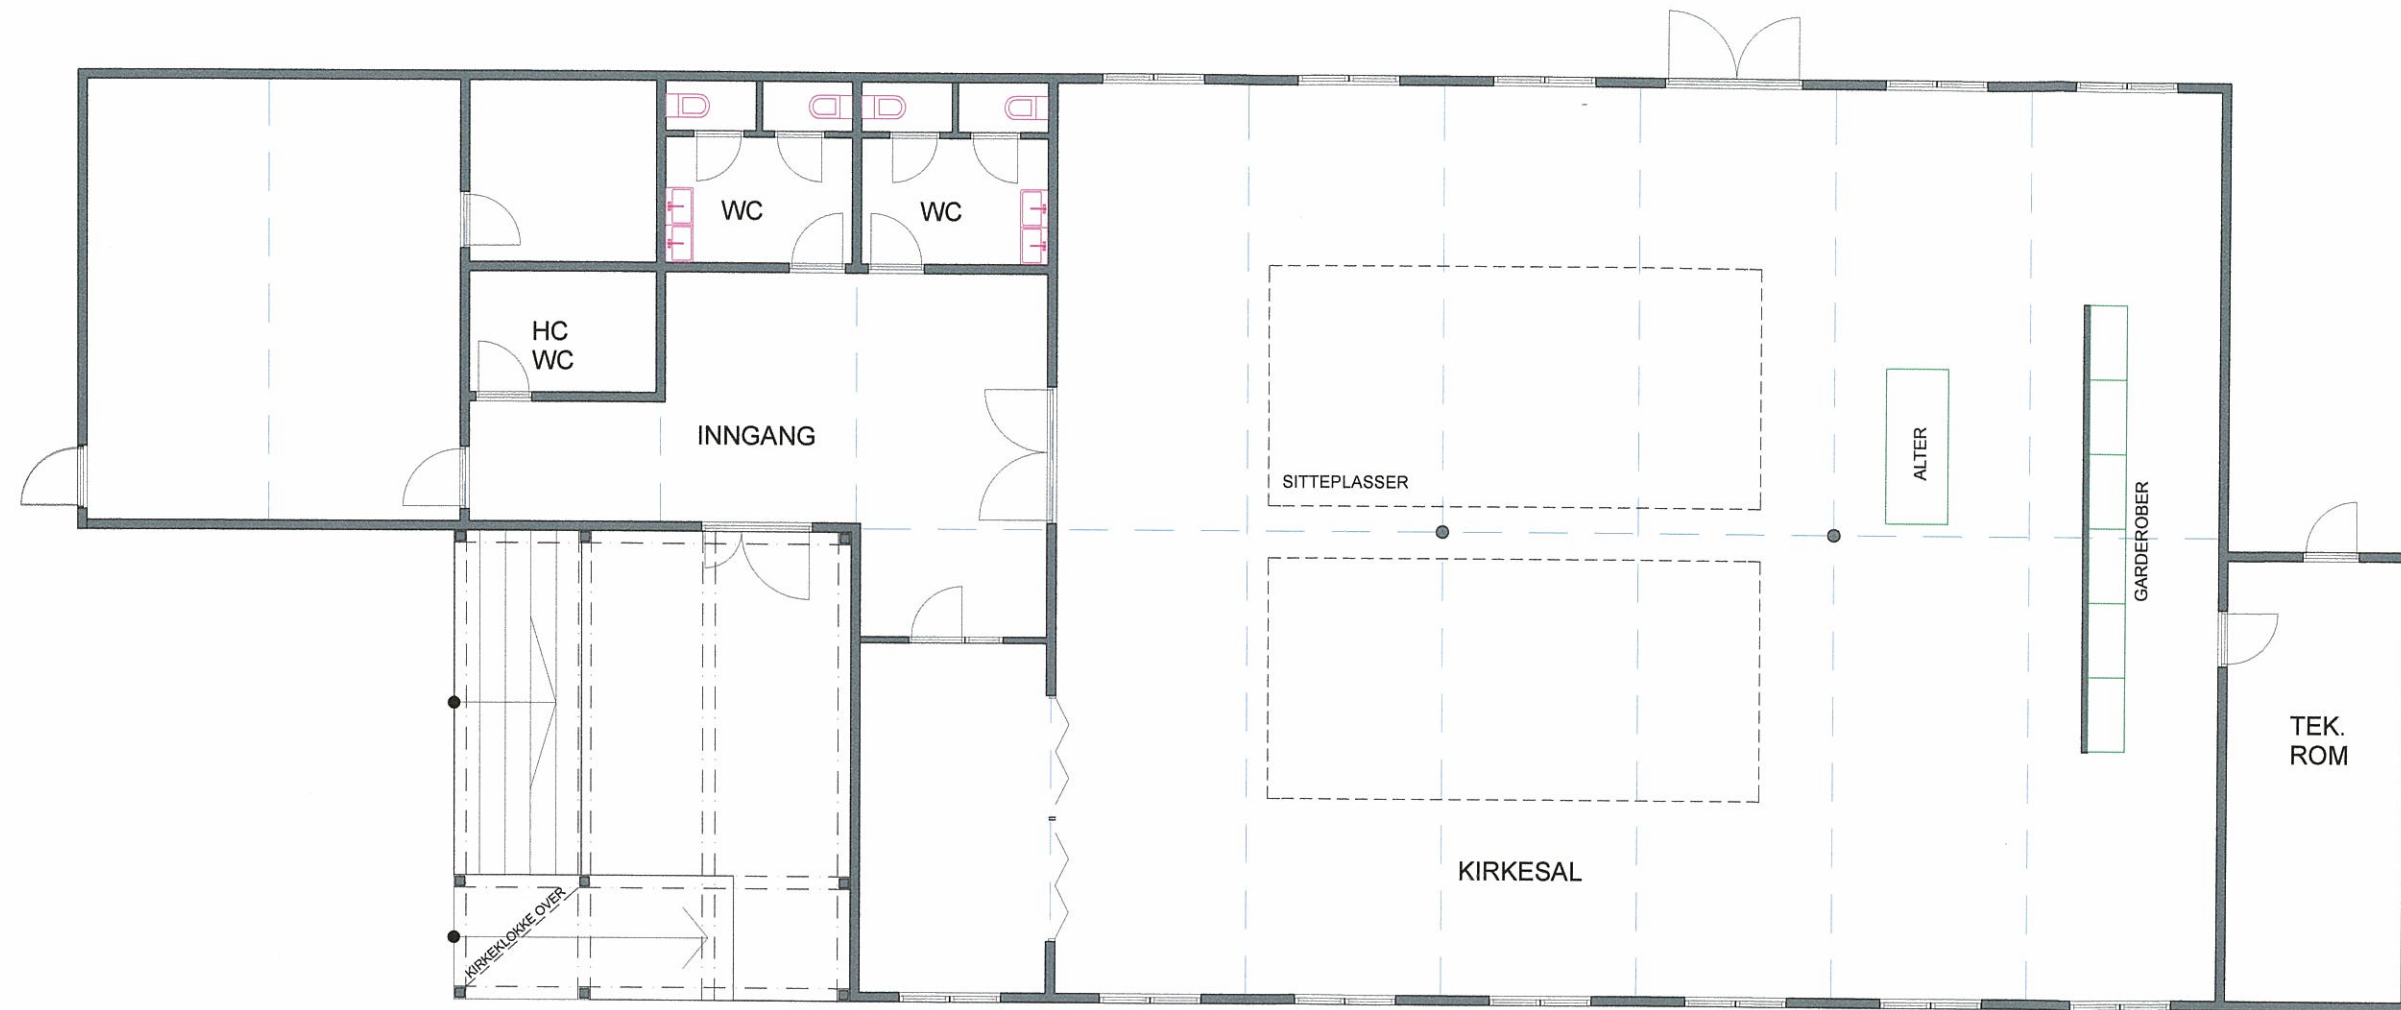 WC
WC
HC
WC
INNGANG
SITTEPLASSER
ALTER
GARDEROBER
TEK.
ROM
KIRKESAL
KIRKEKLOKKE OVER